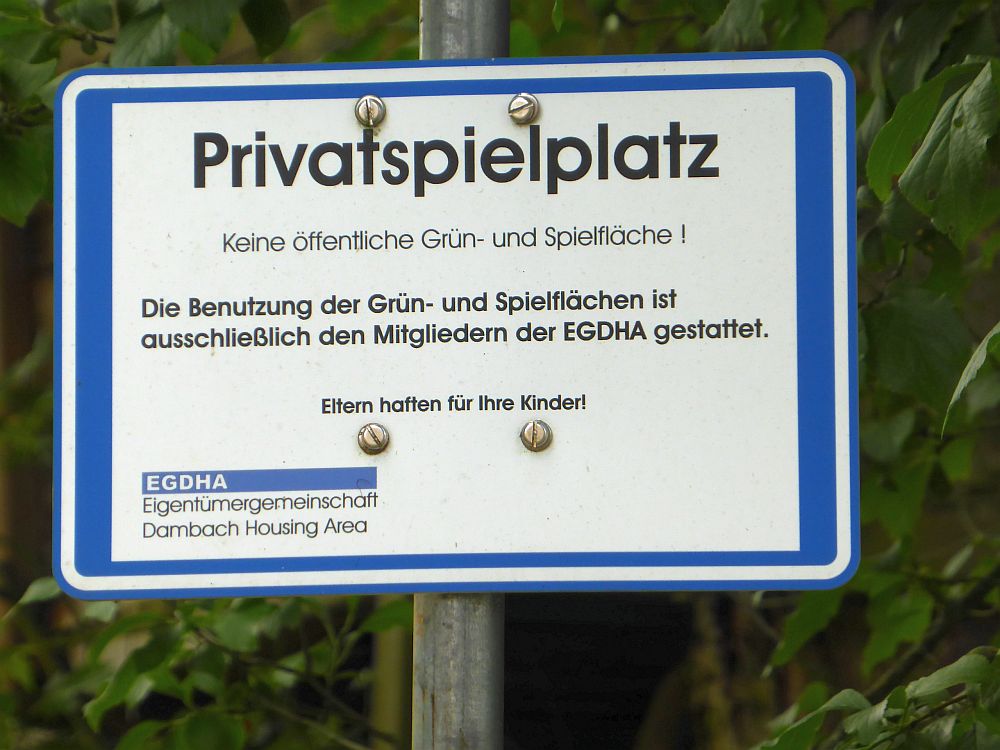 Privatspielplatz
Keine öffentliche Grün- und Spielfläche !
Die Benutzung der Grün- und Spielflächen ist
ausschließlich den Mitgliedern der EGDHA gestattet.
Eltern haften für Ihre Kinder!
EGDHA
Eigentümergemeinschaft
Dambach Housing Area